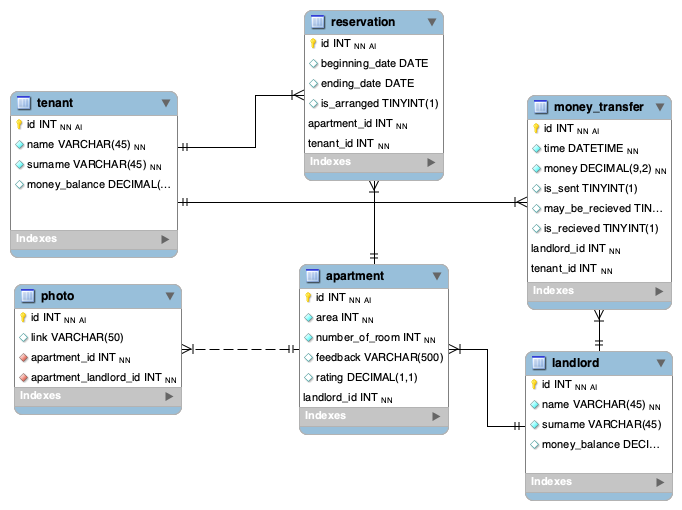 reservation
id INT NN AI
beginning_date DATE
ending_date DATE
is_arranged TINYINT(1)
apartment_id INT NN
tenant_id INT NN
Indexes
tenant
id INT NN AI
name VARCHAR(45) NN
surname VARCHAR(45) NN
money_balance DECIMAL(...
Indexes
money_transfer
id INT NN AI
time DATETIME NN
money DECIMAL(9,2) NN
is_sent TINYINT(1)
may_be_recieved TIN...
is_recieved TINYINT(1)
landlord_id INT NN
tenant_id INT NN
Indexes
photo
id INT NN AI
link VARCHAR(50)
apartment_id INT NN
apartment_landlord_id INT NN
Indexes
apartment
id INT NN AI
area INT NN
number_of_room INT NN
feedback VARCHAR(500)
rating DECIMAL(1,1)
landlord_id INT NN
Indexes
landlord
id INT NN AI
name VARCHAR(45) NN
surname VARCHAR(45)
money_balance DECI...
Indexes